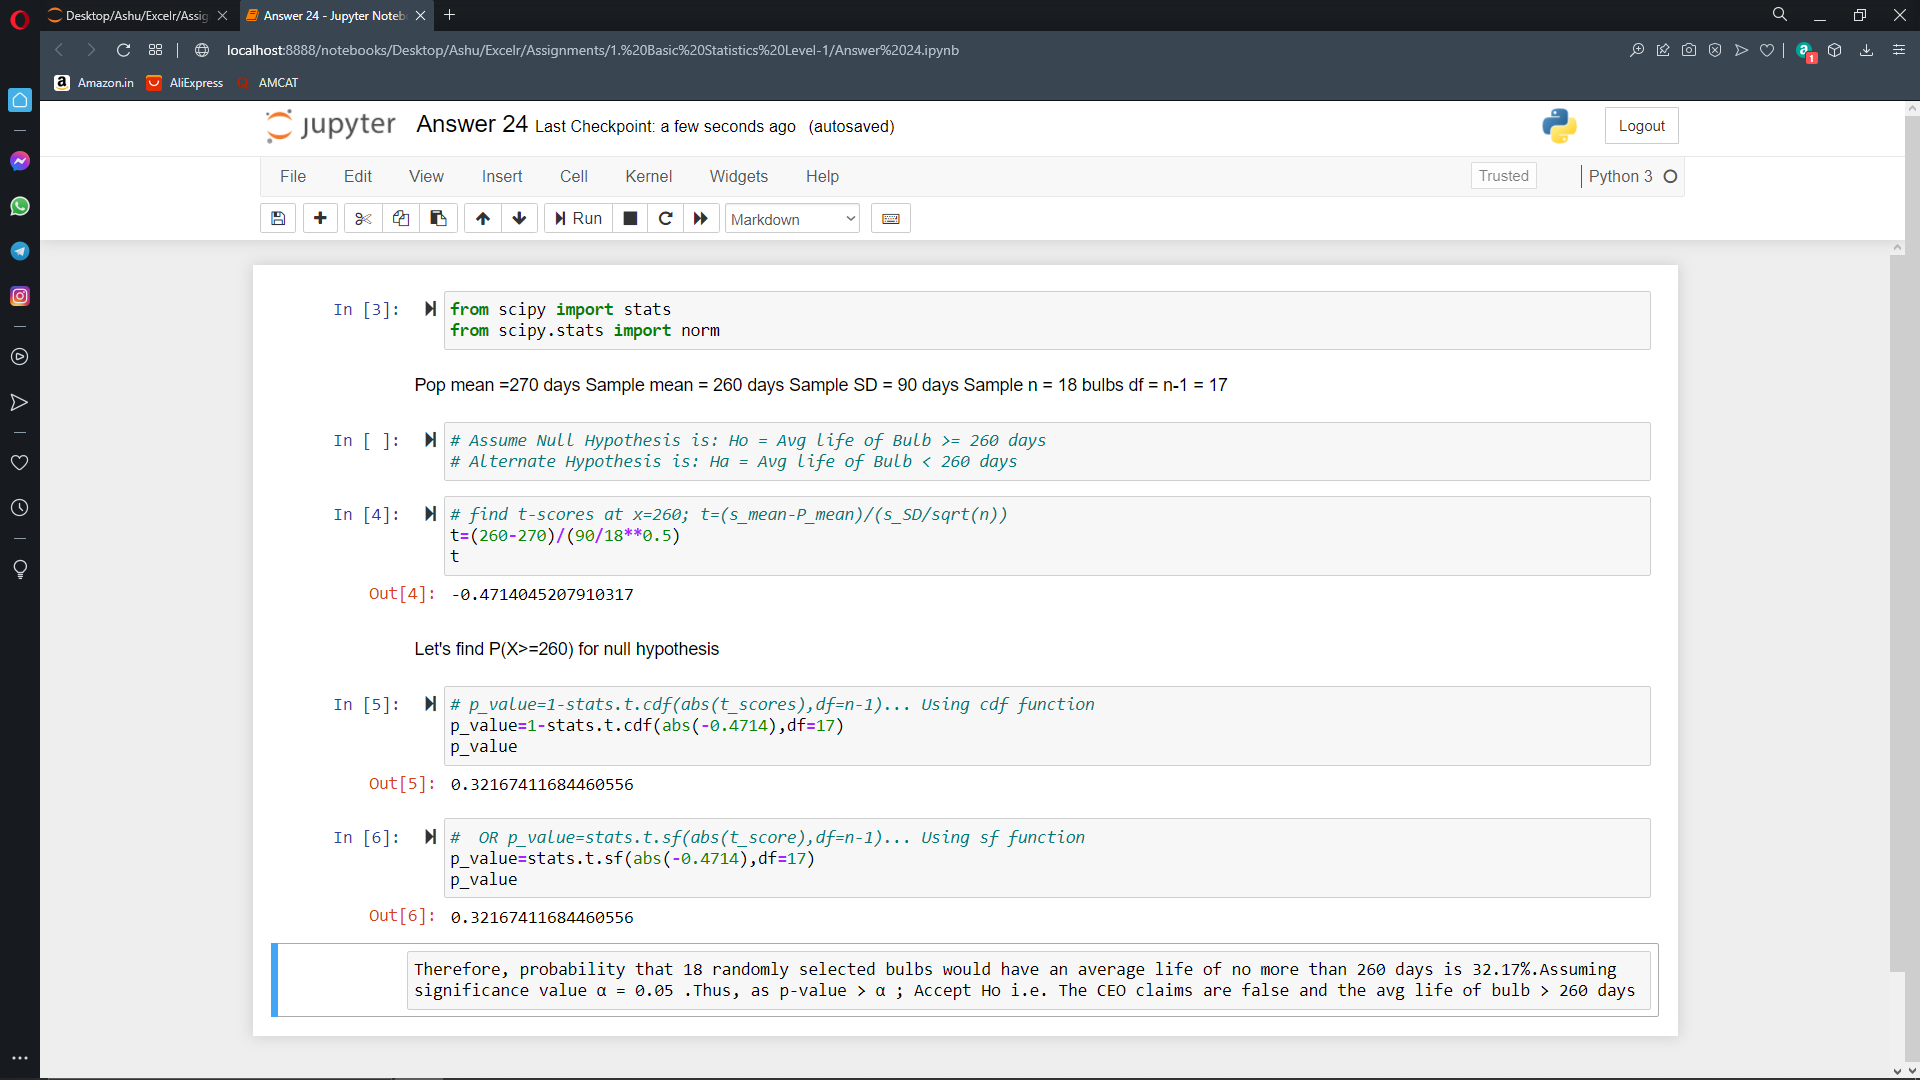 Desktop/Ashu/Excelr/Assig
Answer 24 - Jupyter Noteb
localhost:8888/notebooks/Desktop/Ashu/Excelr/Assignments/1.%20Basic%20Statistics%20Level-1/Answer%2024.ipynb
1
a Amazon.in AliExpress AMCAT
jupyter Answer 24 Last Checkpoint: a few seconds ago (autosaved)
Logout
File Edit View Insert Cell Kernel Widgets Help Trusted Python 3
Run Markdown
In [3]: from scipy import stats
from scipy.stats import norm
Pop mean =270 days Sample mean = 260 days Sample SD = 90 days Sample n = 18 bulbs df = n-1 = 17
In [ ]: # Assume Null Hypothesis is: Ho = Avg life of Bulb >= 260 days
# Alternate Hypothesis is: Ha = Avg life of Bulb < 260 days
In [4]: # find t-scores at x=260; t=(s_mean-P_mean)/(s_SD/sqrt(n))
t=(260-270)/(90/18**0.5)
t
Out[4]: -0.4714045207910317
Let's find P(X>=260) for null hypothesis
In [5]: # p_value=1-stats.t.cdf(abs(t_scores),df=n-1)... Using cdf function
p_value=1-stats.t.cdf(abs(-0.4714),df=17)
p_value
Out[5]: 0.32167411684460556
In [6]: #  OR p_value=stats.t.sf(abs(t_score),df=n-1)... Using sf function
p_value=stats.t.sf(abs(-0.4714),df=17)
p_value
Out[6]: 0.32167411684460556
Therefore, probability that 18 randomly selected bulbs would have an average life of no more than 260 days is 32.17%.Assuming
significance value α = 0.05 .Thus, as p-value > α ; Accept Ho i.e. The CEO claims are false and the avg life of bulb > 260 days